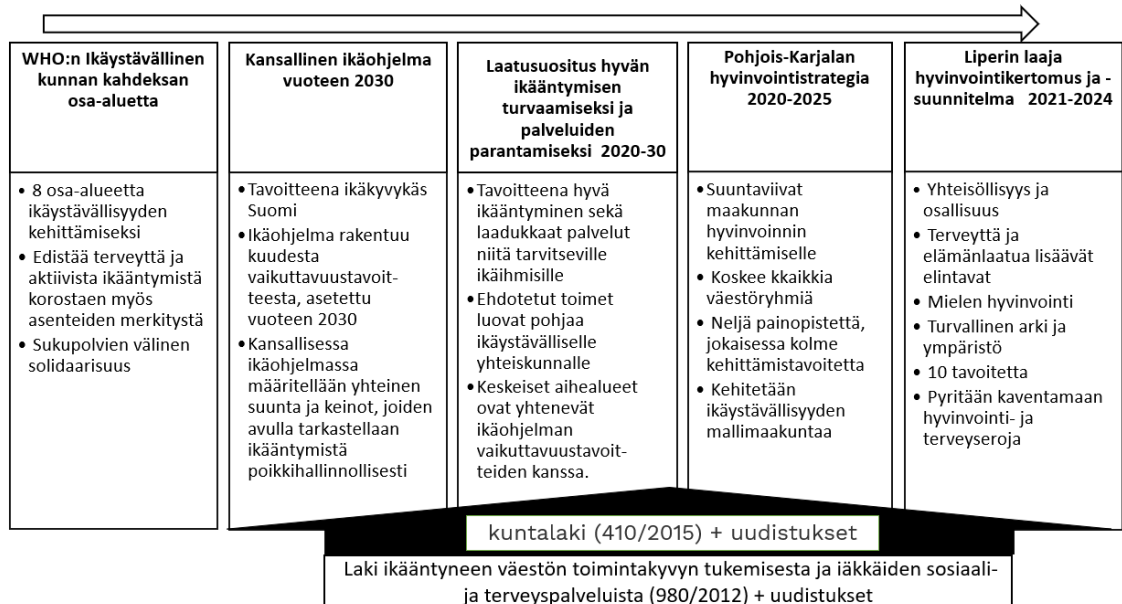 WHO:n Ikäystävällinen
kunnan kahdeksan
osa-aluetta
• 8 osa-alueetta
ikäystävällisyyden
kehittämiseksi
• Edistää terveyttä ja
aktiivista ikääntymistä
korostaen myös
asenteiden merkitystä
• Sukupolvien välinen
solidaarisuus
Kansallinen ikäohjelma
vuoteen 2030
• Tavoitteena ikäkyvykäs
Suomi
• Ikäohjelma rakentuu
kuudesta
vaikuttavuustavoit-
teesta, asetettu
vuoteen 2030
• Kansallisessa
ikäohjelmassa
määritellään yhteinen
suunta ja keinot, joiden
avulla tarkastellaan
ikääntymistä
poikkihallinnollisesti
Laatusuositus hyvän
ikääntymisen
turvaamiseksi ja
palveluiden
parantamiseksi 2020-30
• Tavoitteena hyvä
ikääntyminen sekä
laadukkaat palvelut
niitä tarvitseville
ikäihmisille
• Ehdotetut toimet
luovat pohjaa
ikäystävälliselle
yhteiskunnalle
• Keskeiset aihealueet
ovat yhtenevät
ikäohjelman
vaikuttavuustavoit-
teiden kanssa.
Pohjois-Karjalan
hyvinvointistrategia
2020-2025
• Suuntaviivat
maakunnan
hyvinvoinnin
kehittämiselle
• Koskee kkaikkia
väestöryhmiä
• Neljä painopistettä,
jokaisessa kolme
kehittämistavoitetta
• Kehitetään
ikäystävällisyyden
mallimaakuntaa
Liperin laaja
hyvinvointikertomus ja -
suunnitelma 2021-2024
• Yhteisöllisyys ja
osallisuus
• Terveyttä ja
elämänlaatua lisäävät
elintavat
• Mielen hyvinvointi
• Turvallinen arki ja
ympäristö
• 10 tavoitetta
• Pyritään kaventamaan
hyvinvointi- ja
terveyseroja
kuntalaki (410/2015) + uudistukset
Laki ikääntyneen väestön toimintakyvyn tukemisesta ja iäkkäiden sosiaali-
ja terveyspalveluista (980/2012) + uudistukset